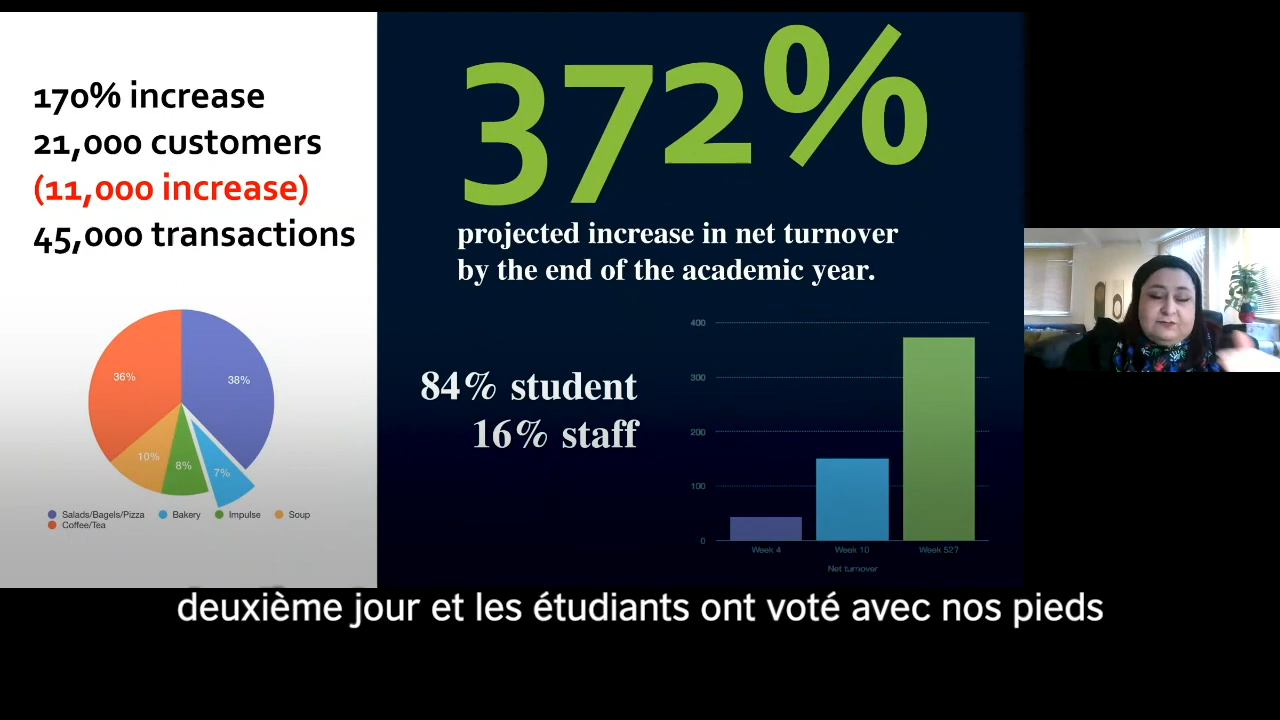 170% increase
21,000 customers
(11,000 increase)
45,000 transactions
36%
38%
10%
8%
7%
Salads/Bagels/Pizza
Bakery
Impulse
Soup
Coffee/Tea
372%
projected increase in net turnover
by the end of the academic year.
84% student
16% staff
400
300
200
100
0
Week 4
Week 10
Week 52?
Net turnover
deuxième jour et les étudiants ont voté avec nos pieds